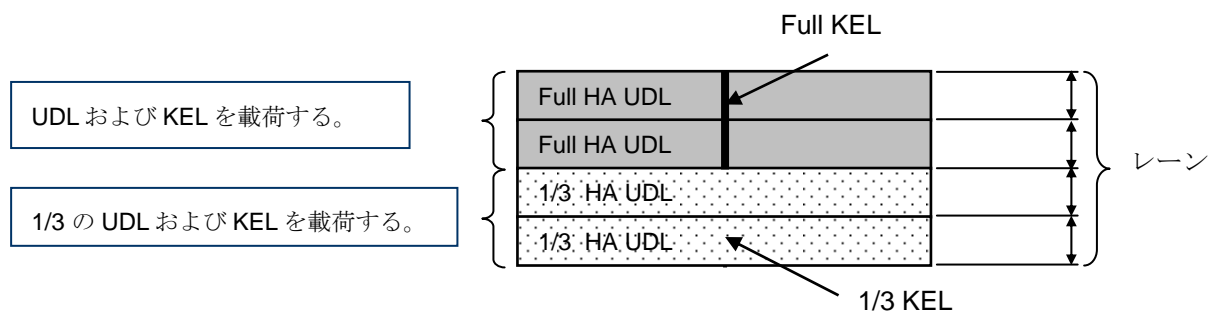 Full KEL
UDL および KEL を載荷する。
Full HA UDL
Full HA UDL
レーン
1/3 の UDL および KEL を載荷する。
1/3 HA UDL
1/3 HA UDL
1/3 KEL